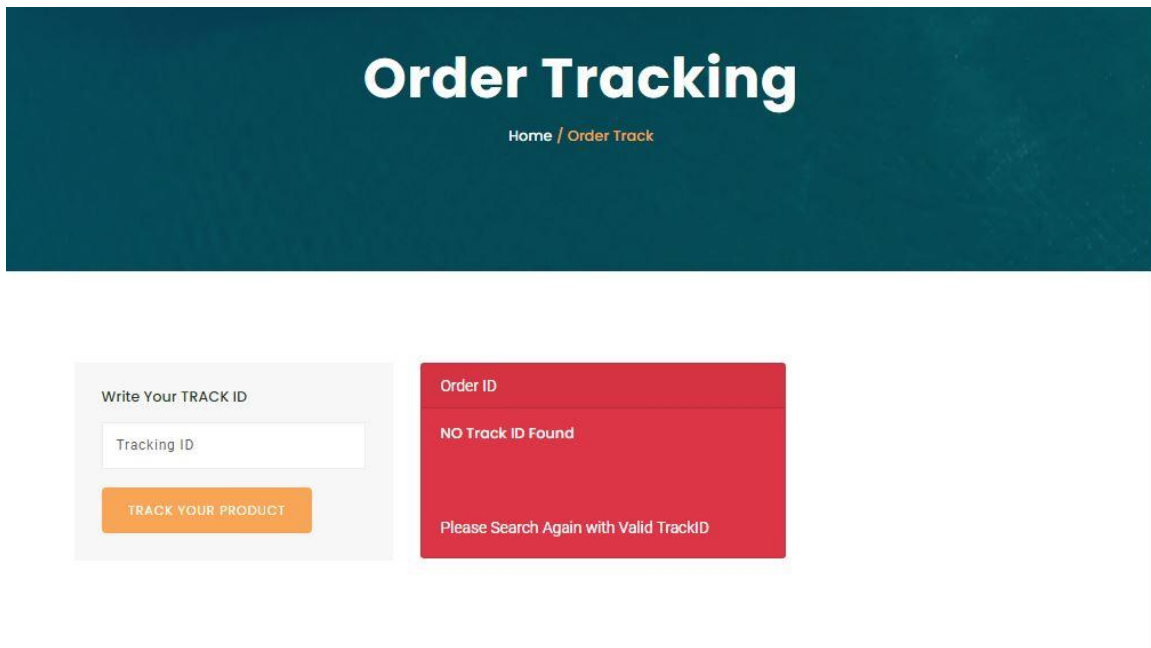 Order Tracking
Home / Order Track
Write Your TRACK ID
Tracking ID
TRACK YOUR PRODUCT
Order ID
NO Track ID Found
Please Search Again with Valid TrackID